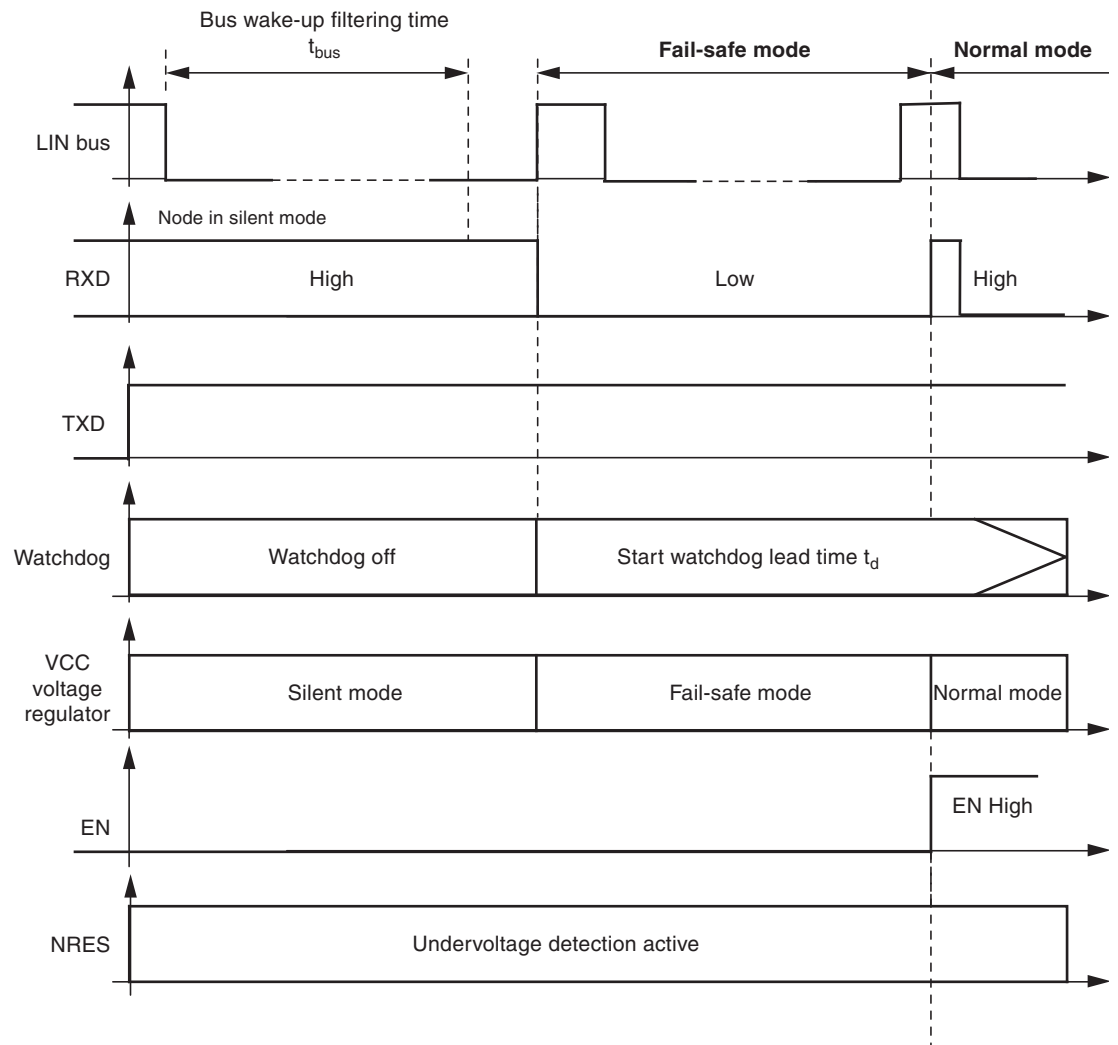 Bus wake-up filtering time
tbus
Fail-safe mode
Normal mode
LIN bus
Node in silent mode
RXD
High
Low
High
TXD
Watchdog
Watchdog off
Start watchdog lead time td
VCC
voltage
regulator
Silent mode
Fail-safe mode
Normal mode
EN
EN High
NRES
Undervoltage detection active